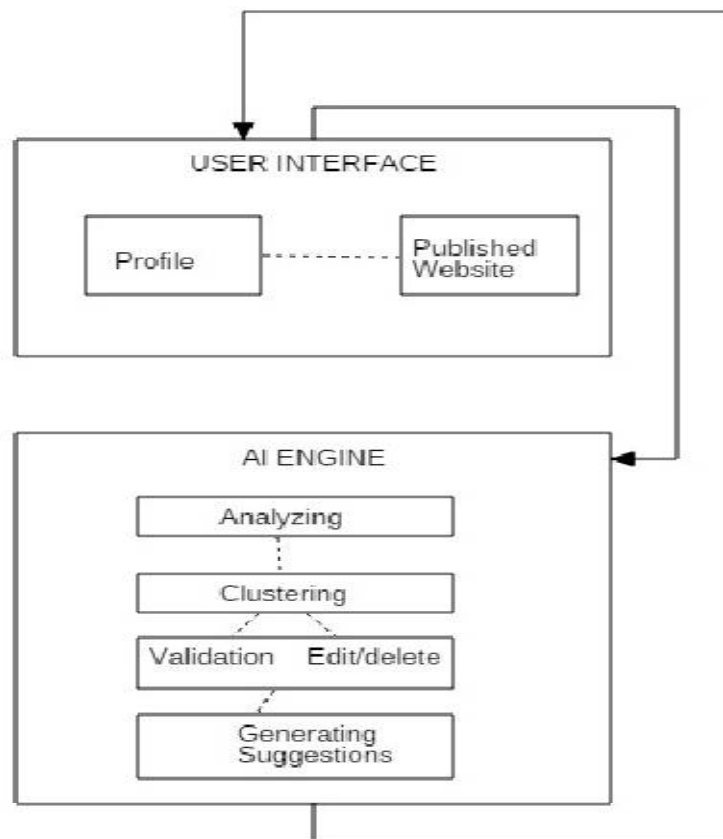 USER INTERFACE
Profile
Published
Website
AI ENGINE
Analyzing
Clustering
Validation Edit/delete
Generating
Suggestions